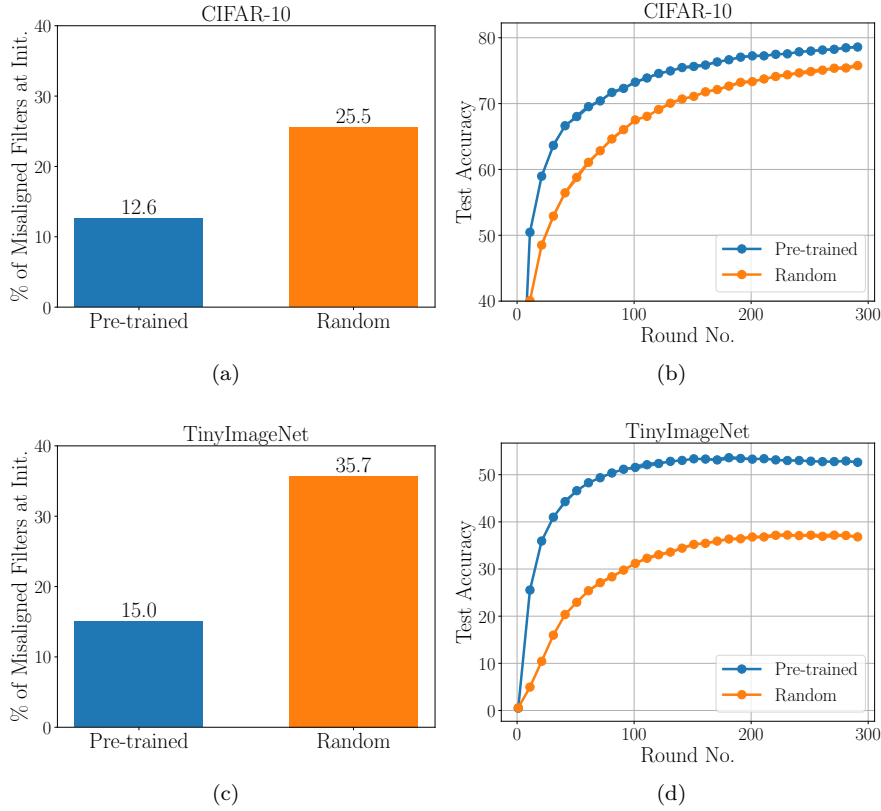 CIFAR-10
% of Misaligned Filters at Init.
40
30
20
10
0
12.6
25.5
Pre-trained
Random
(a)
CIFAR-10
Test Accuracy
80
70
60
50
40
Pre-trained
Random
0
100
200
300
Round No.
(b)
TinyImageNet
% of Misaligned Filters at Init.
40
30
20
10
0
15.0
35.7
Pre-trained
Random
(c)
TinyImageNet
Test Accuracy
50
40
30
20
10
0
Pre-trained
Random
0
100
200
300
Round No.
(d)